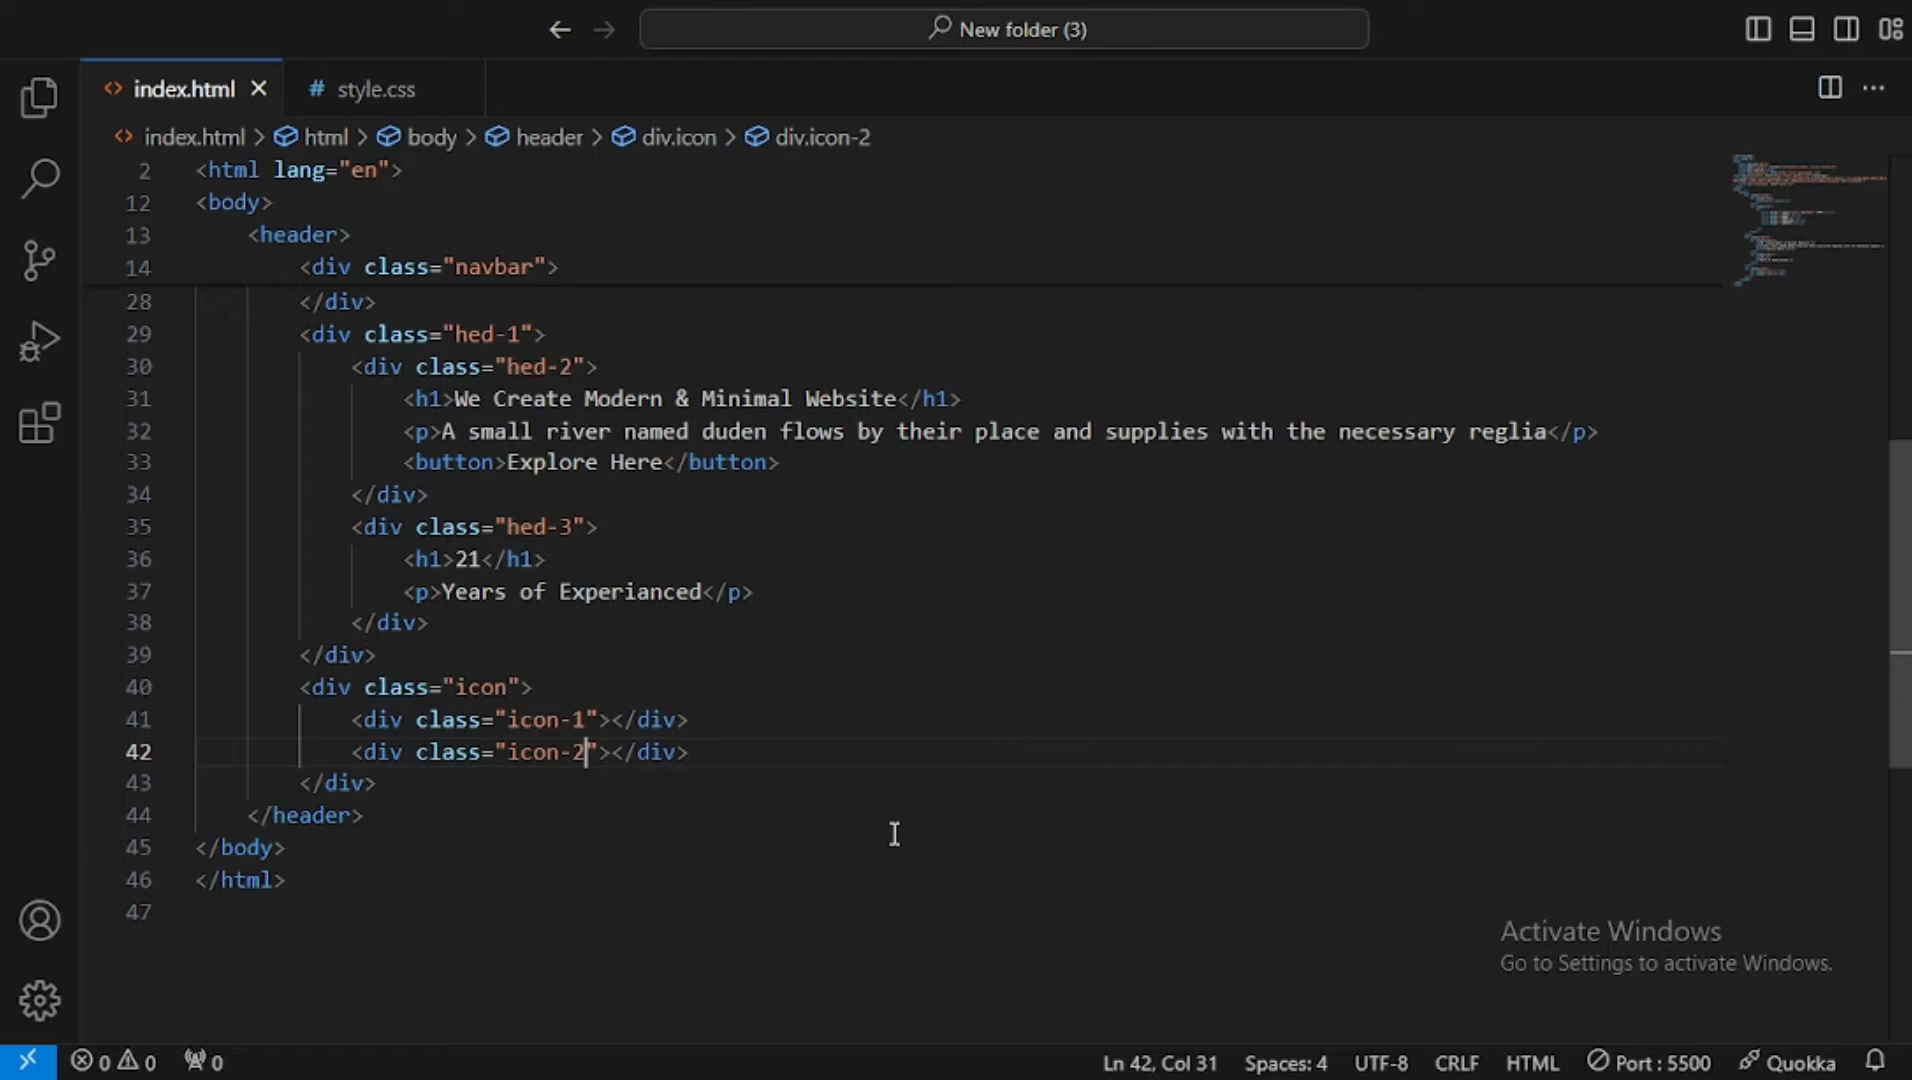 New folder (3)
index.html
# style.css
index.html > html > body > header > div.icon > div.icon-2
2 <html lang="en">
12 <body>
13 <header>
14 <div class="navbar">
28 </div>
29 <div class="hed-1">
30 <div class="hed-2">
31 <h1>We Create Modern & Minimal Website</h1>
32 <p>A small river named duden flows by their place and supplies with the necessary reglia</p>
33 <button>Explore Here</button>
34 </div>
35 <div class="hed-3">
36 <h1>21</h1>
37 <p>Years of Experianced</p>
38 </div>
39 </div>
40 <div class="icon">
41 <div class="icon-1"></div>
42 <div class="icon-2"></div>
43 </div>
44 </header>
45 </body>
46 </html>
47
Activate Windows
Go to Settings to activate Windows.
0 0 0 Ln 42, Col 31 Spaces: 4 UTF-8 CRLF HTML Port : 5500 Quokka